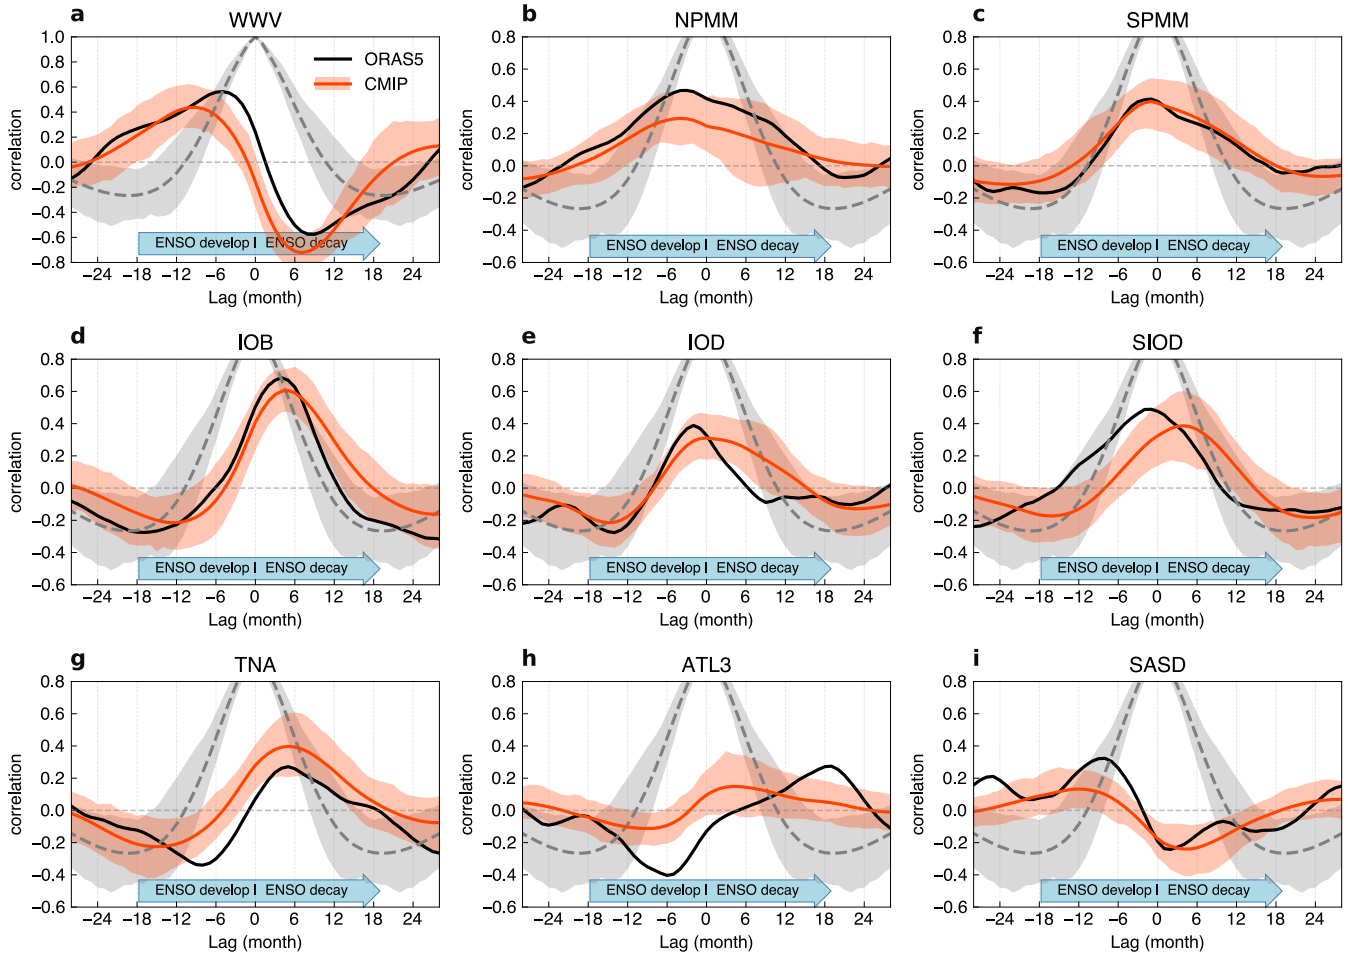 a WWV
1.0
0.8
0.6
0.4
0.2
0.0
−0.2
−0.4
−0.6
−0.8
correlation
ORAS5
CMIP
ENSO develop I ENSO decay
−24 −18 −12 −6 0 6 12 18 24
Lag (month)
b NPMM
0.8
0.6
0.4
0.2
0.0
−0.2
−0.4
−0.6
correlation
ENSO develop I ENSO decay
−24 −18 −12 −6 0 6 12 18 24
Lag (month)
c SPMM
0.8
0.6
0.4
0.2
0.0
−0.2
−0.4
−0.6
correlation
ENSO develop I ENSO decay
−24 −18 −12 −6 0 6 12 18 24
Lag (month)
d IOB
0.8
0.6
0.4
0.2
0.0
−0.2
−0.4
−0.6
correlation
ENSO develop I ENSO decay
−24 −18 −12 −6 0 6 12 18 24
Lag (month)
e IOD
0.8
0.6
0.4
0.2
0.0
−0.2
−0.4
−0.6
correlation
ENSO develop I ENSO decay
−24 −18 −12 −6 0 6 12 18 24
Lag (month)
f SIOD
0.8
0.6
0.4
0.2
0.0
−0.2
−0.4
−0.6
correlation
ENSO develop I ENSO decay
−24 −18 −12 −6 0 6 12 18 24
Lag (month)
g TNA
0.8
0.6
0.4
0.2
0.0
−0.2
−0.4
−0.6
correlation
ENSO develop I ENSO decay
−24 −18 −12 −6 0 6 12 18 24
Lag (month)
h ATL3
0.8
0.6
0.4
0.2
0.0
−0.2
−0.4
−0.6
correlation
ENSO develop I ENSO decay
−24 −18 −12 −6 0 6 12 18 24
Lag (month)
i SASD
0.8
0.6
0.4
0.2
0.0
−0.2
−0.4
−0.6
correlation
ENSO develop I ENSO decay
−24 −18 −12 −6 0 6 12 18 24
Lag (month)